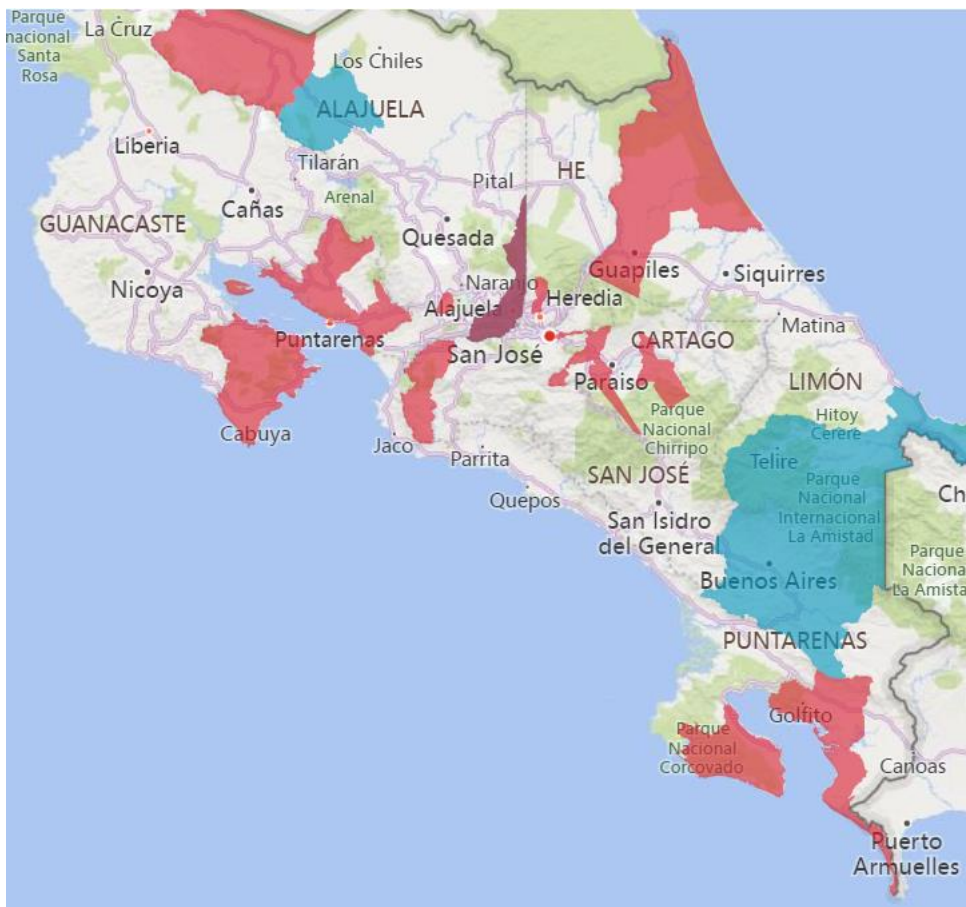 Parque
nacional
Santa
Rosa
La Cruz
Los Chiles
ALAJUELA
Liberia
Tilarán
Pital
HE
Arenal
Cañas
GUANACASTE
Quesada
Guapiles
Siquirres
Nicoya
Naranjo
Alajuela
Heredia
Matina
Puntarenas
San José
CARTAGO
Paraiso
LIMÓN
Cabuya
Jaco
Parrita
Parque
Nacional
Chirripo
Hitoy
Cerere
Telire
SAN JOSÉ
Quepos
Parque
Nacional
Internacional
La Amistad
Ch
San Isidro
del General
Parque
Naciona
La Amista
Buenos Aires
PUNTARENAS
Golfito
Parque
Nacional
Corcovado
Canoas
Puerto
Armuelles